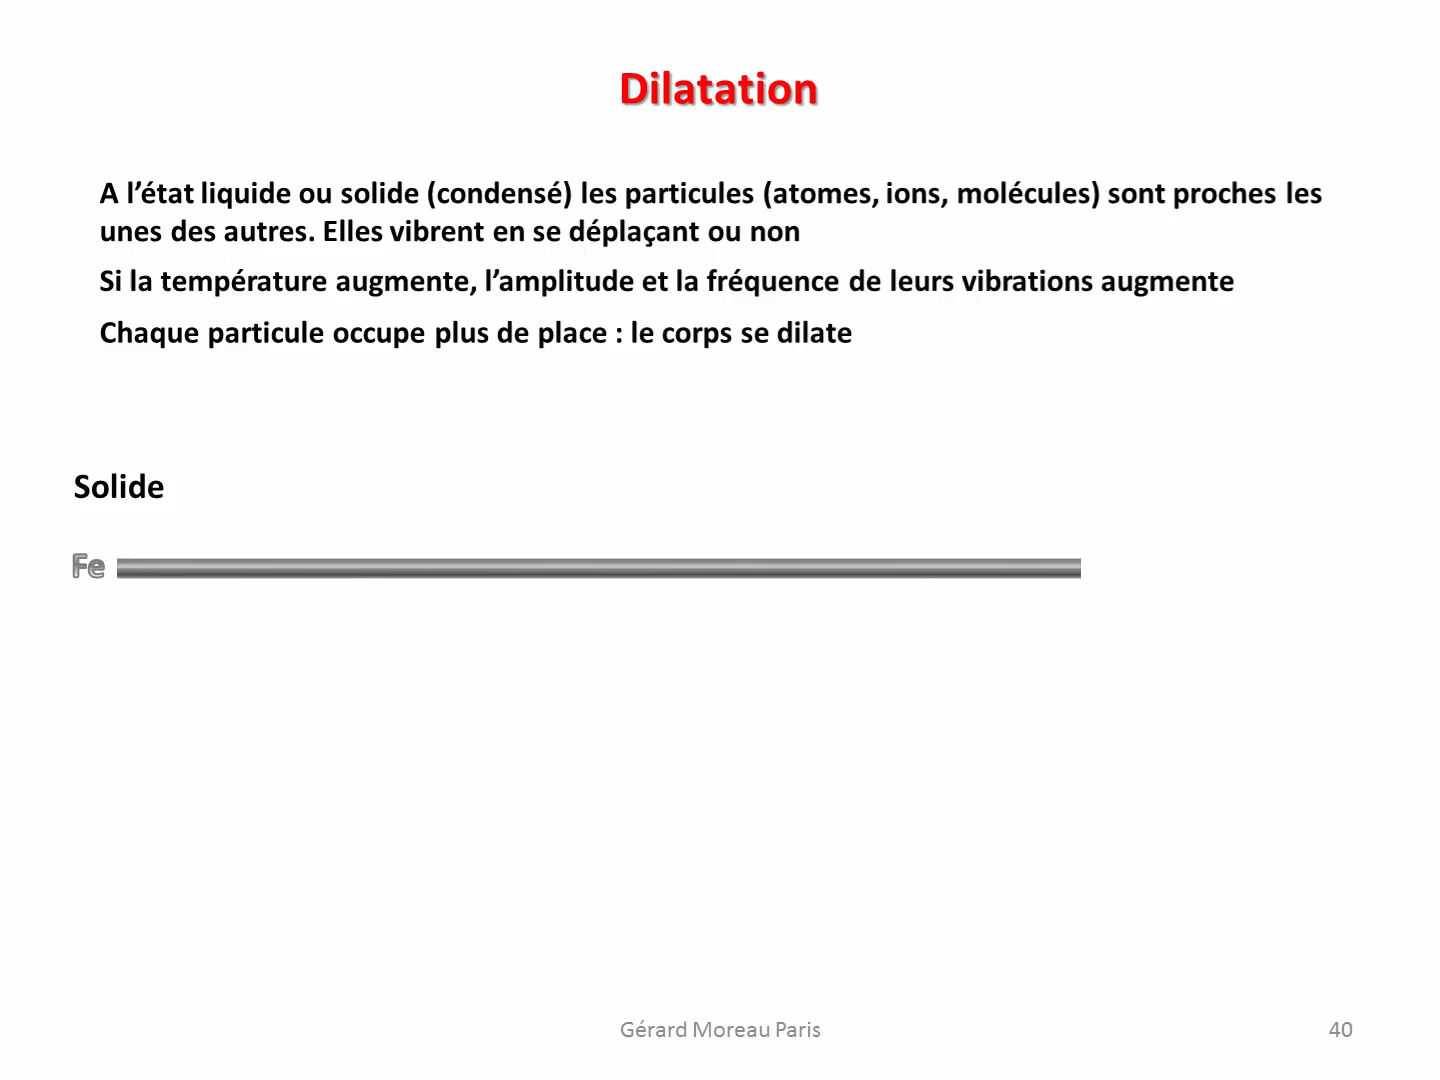 Dilatation
A l’état liquide ou solide (condensé) les particules (atomes, ions, molécules) sont proches les
unes des autres. Elles vibrent en se déplaçant ou non
Si la température augmente, l’amplitude et la fréquence de leurs vibrations augmente
Chaque particule occupe plus de place : le corps se dilate
Solide
Fe
Gérard Moreau Paris
40